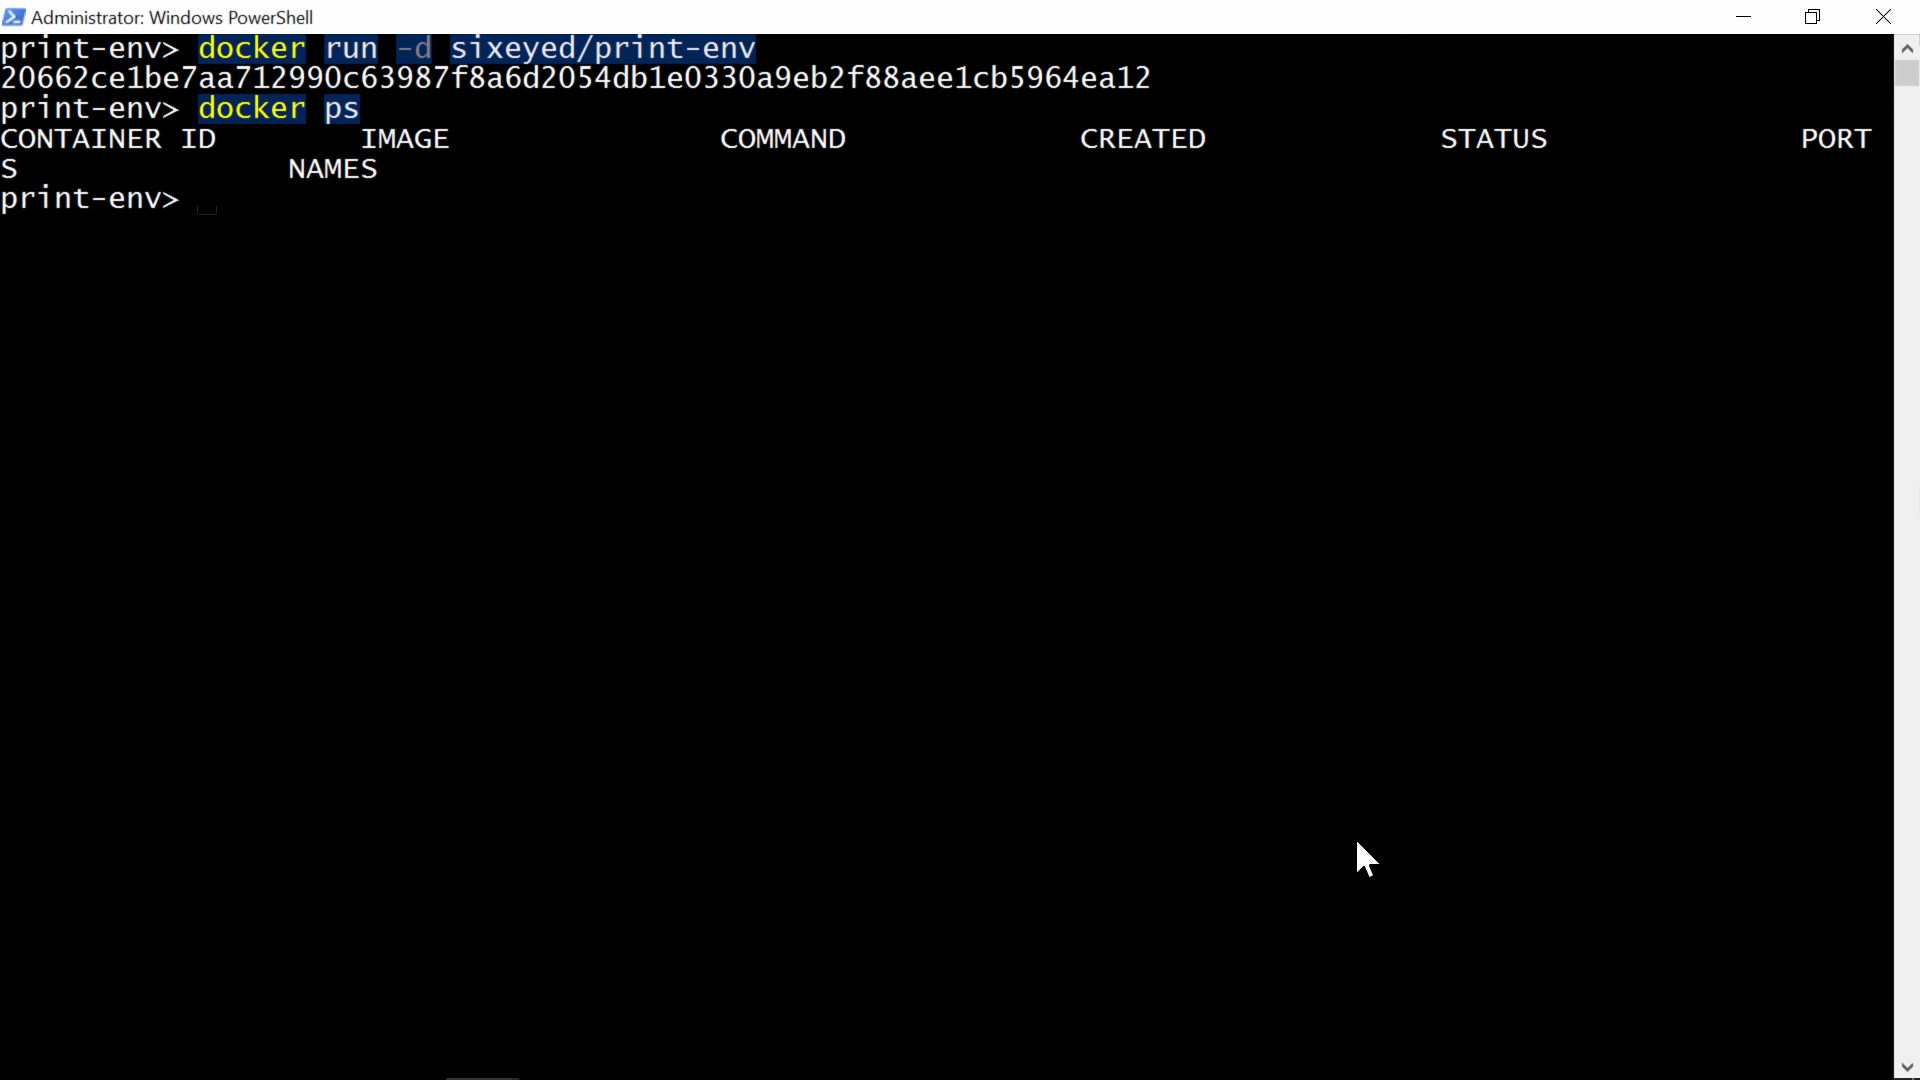 Administrator: Windows PowerShell
print-env> docker run -d sixeyed/print-env
20662ce1be7aa712990c63987f8a6d2054db1e0330a9eb2f88aee1cb5964ea12
print-env> docker ps
CONTAINER ID        IMAGE               COMMAND             CREATED             STATUS              PORT
S               NAMES
print-env>